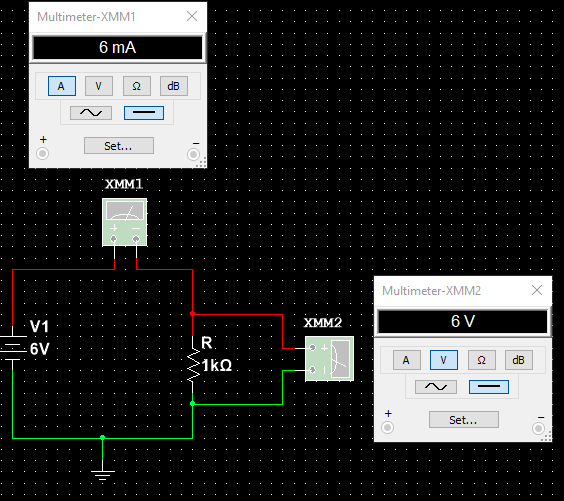 Multimeter-XMM1
6 mA
A V Ω dB
+ −
Set...
XMM1
+ −
V1
6V
R
1kΩ
XMM2
+
Multimeter-XMM2
6 V
A V Ω dB
+ −
Set...